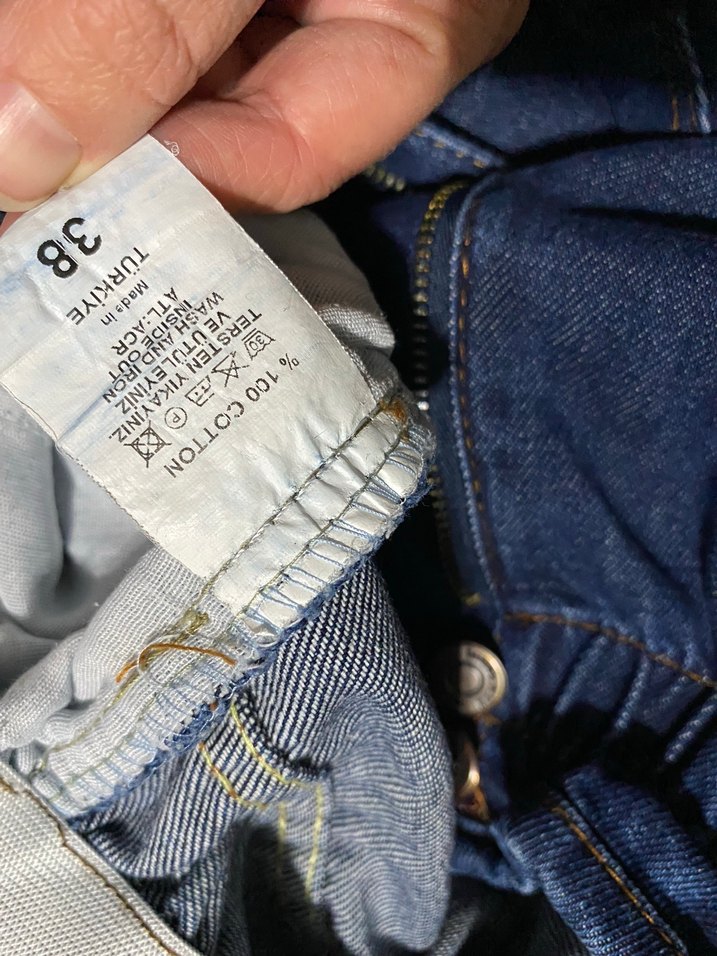 % 100 COTTON
30 P
TERSTEN YIKAYINIZ
VE ÜTÜLEYİNİZ
WASH AND IRON
INSIDE OUT
ATL-ACR
Made in
TÜRKİYE
38